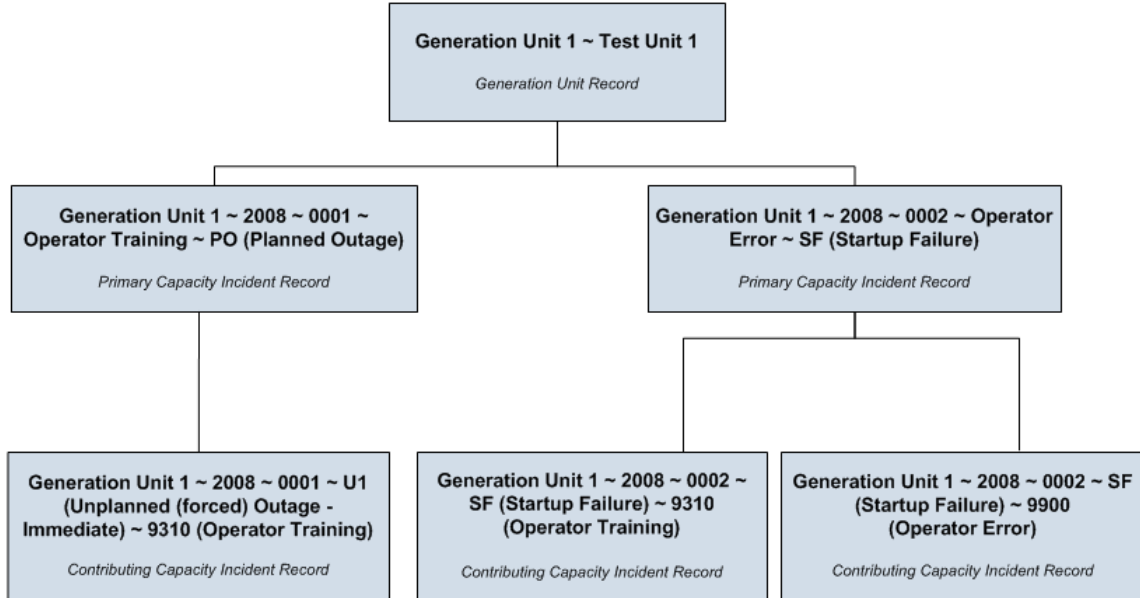 Generation Unit 1 ~ Test Unit 1
Generation Unit Record
Generation Unit 1 ~ 2008 ~ 0001 ~
Operator Training ~ PO (Planned Outage)
Primary Capacity Incident Record
Generation Unit 1 ~ 2008 ~ 0002 ~ Operator
Error ~ SF (Startup Failure)
Primary Capacity Incident Record
Generation Unit 1 ~ 2008 ~ 0001 ~ U1
(Unplanned (forced) Outage -
Immediate) ~ 9310 (Operator Training)
Contributing Capacity Incident Record
Generation Unit 1 ~ 2008 ~ 0002 ~
SF (Startup Failure) ~ 9310
(Operator Training)
Contributing Capacity Incident Record
Generation Unit 1 ~ 2008 ~ 0002 ~ SF
(Startup Failure) ~ 9900
(Operator Error)
Contributing Capacity Incident Record